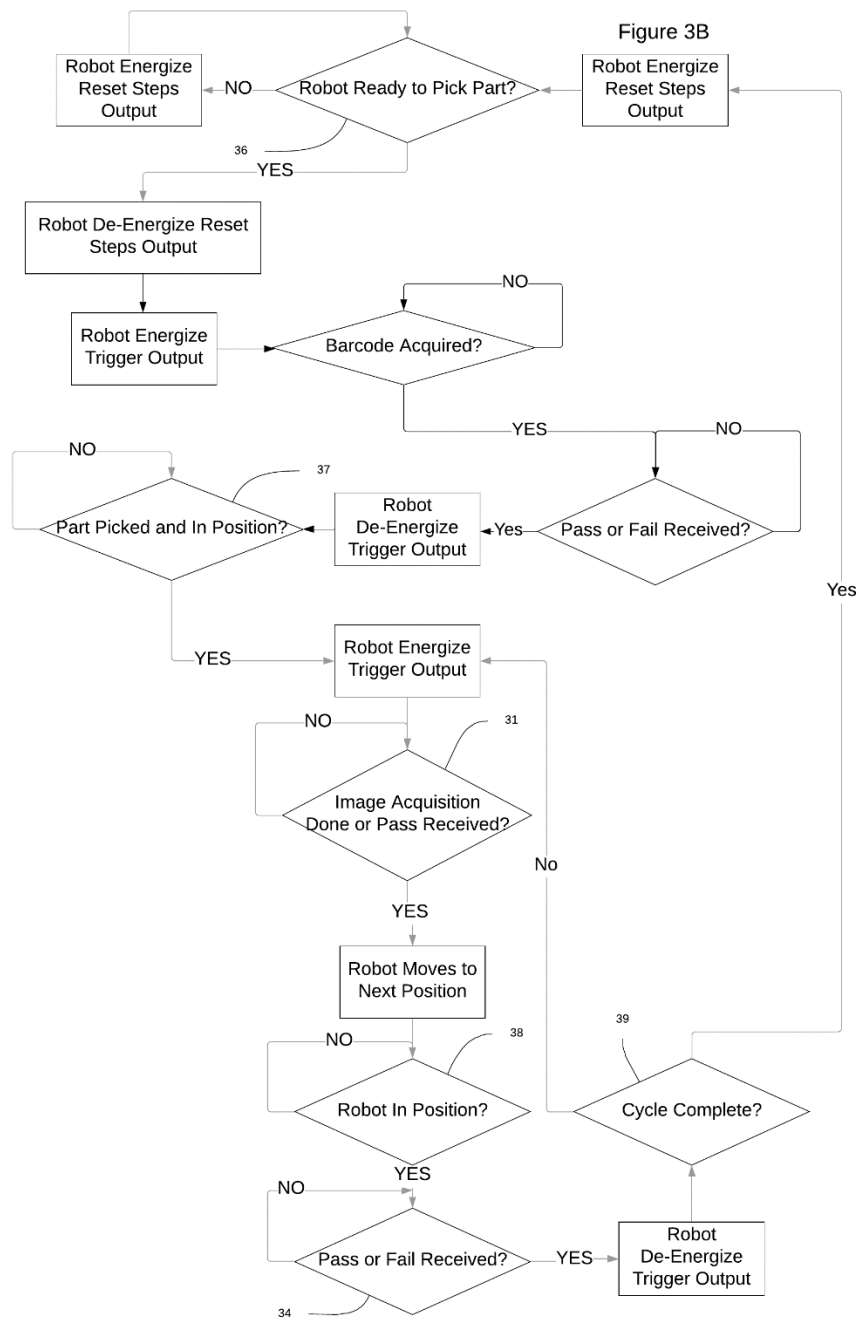 Figure 3B
Robot Energize
Reset Steps
Output
NO
Robot Ready to Pick Part?
Robot Energize
Reset Steps
Output
36
YES
Robot De-Energize Reset
Steps Output
NO
Robot Energize
Trigger Output
Barcode Acquired?
YES
NO
NO
37
Part Picked and In Position?
Robot
De-Energize
Trigger Output
Yes
Pass or Fail Received?
Yes
YES
Robot Energize
Trigger Output
NO
31
Image Acquisition
Done or Pass Received?
No
YES
Robot Moves to
Next Position
NO
38
39
Robot In Position?
Cycle Complete?
YES
NO
Pass or Fail Received?
YES
Robot
De-Energize
Trigger Output
34